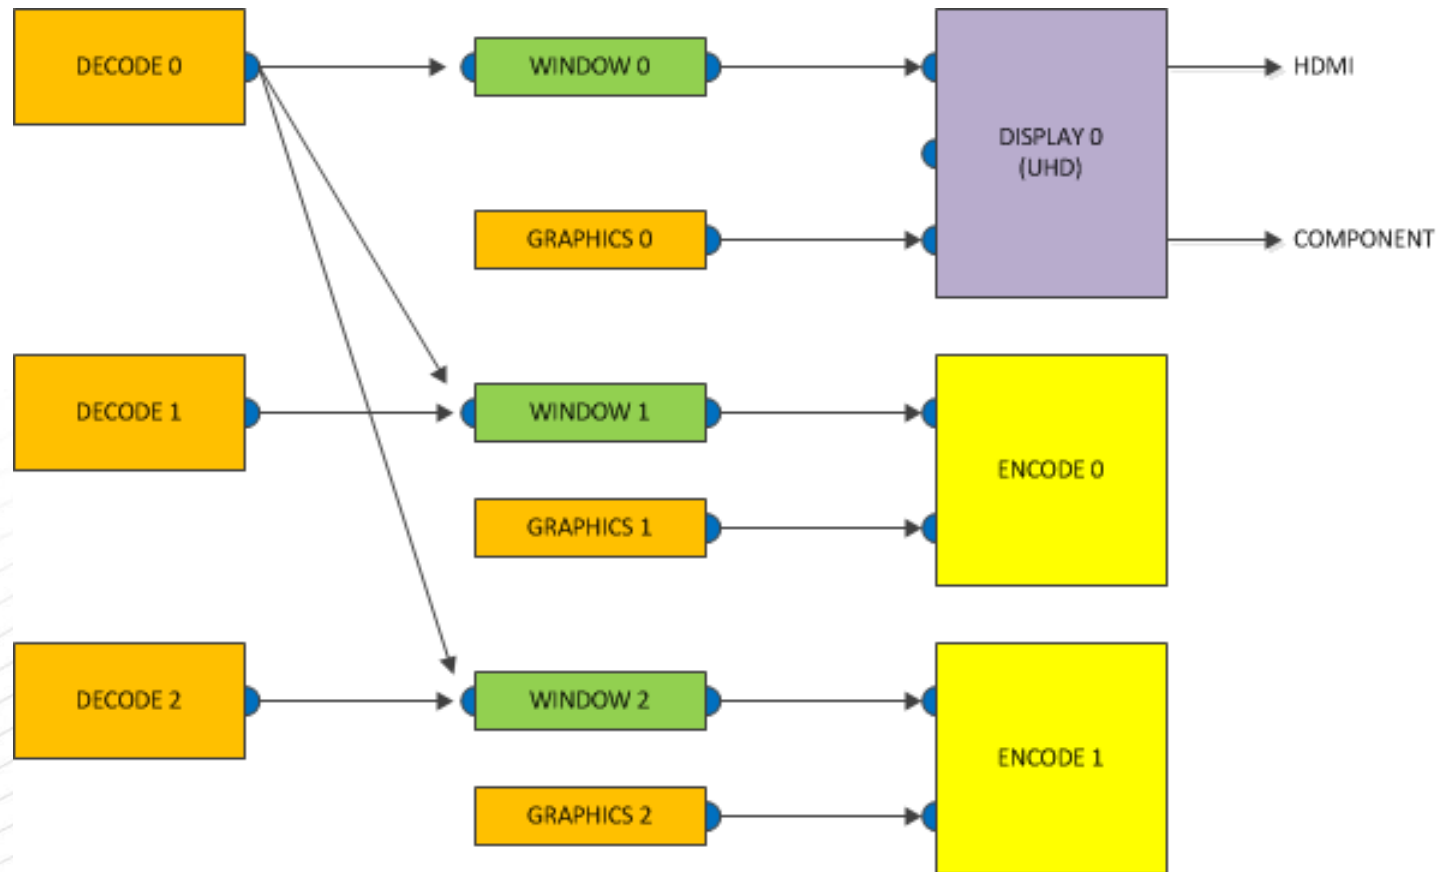 DECODE 0
WINDOW 0
HDMI
DISPLAY 0
(UHD)
GRAPHICS 0
COMPONENT
DECODE 1
WINDOW 1
ENCODE 0
GRAPHICS 1
DECODE 2
WINDOW 2
ENCODE 1
GRAPHICS 2